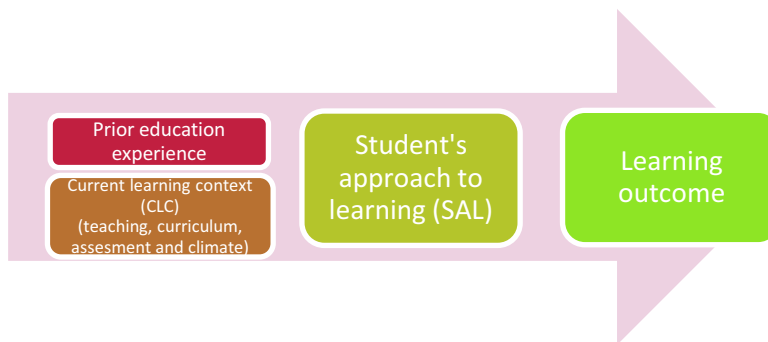 Prior education
experience
Current learning context
(CLC)
(teaching, curriculum,
assesment and climate)
Student's
approach to
learning (SAL)
Learning
outcome